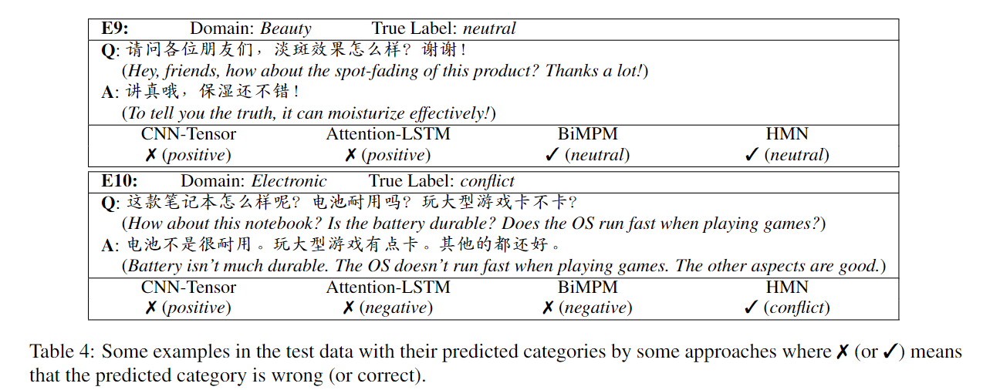 E9: Domain: Beauty True Label: neutral
Q: 请问各位朋友们，淡斑效果怎么样？谢谢！
(Hey, friends, how about the spot-fading of this product? Thanks a lot!)
A: 讲真哦，保湿还不错！
(To tell you the truth, it can moisturize effectively!)
CNN-Tensor Attention-LSTM BiMPM HMN
✗ (positive) ✗ (positive) ✓ (neutral) ✓ (neutral)
E10: Domain: Electronic True Label: conflict
Q: 这款笔记本怎么样呢？电池耐用吗？玩大型游戏卡不卡？
(How about this notebook? Is the battery durable? Does the OS run fast when playing games?)
A: 电池不是很耐用。玩大型游戏有点卡。其他的都还好。
(Battery isn't much durable. The OS doesn't run fast when playing games. The other aspects are good.)
CNN-Tensor Attention-LSTM BiMPM HMN
✗ (positive) ✗ (negative) ✗ (negative) ✓ (conflict)
Table 4: Some examples in the test data with their predicted categories by some approaches where ✗ (or ✓) means
that the predicted category is wrong (or correct).